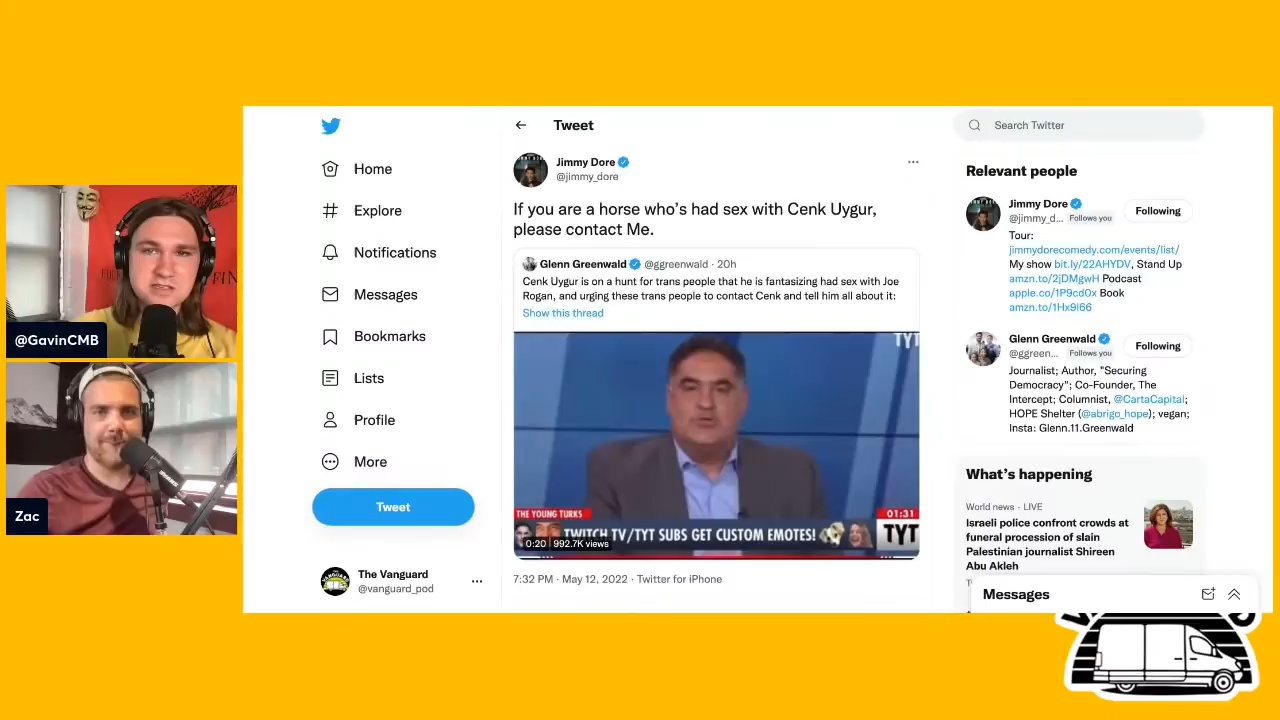 @GavinCMB
Zac
Home
Explore
Notifications
Messages
Bookmarks
Lists
Profile
More
Tweet
The Vanguard
@vanguard_pod
Tweet
Jimmy Dore
@jimmy_dore
If you are a horse who's had sex with Cenk Uygur,
please contact Me.
Glenn Greenwald @ggreenwald · 20h
Cenk Uygur is on a hunt for trans people that he is fantasizing had sex with Joe
Rogan, and urging these trans people to contact Cenk and tell him all about it:
Show this thread
TYT
THE YOUNG TURKS
01:31
TWITCH TV/TYT SUBS GET CUSTOM EMOTES!
TYT
0:20 992.7K views
7:32 PM · May 12, 2022 · Twitter for iPhone
Search Twitter
Relevant people
Jimmy Dore
@jimmy_d... Follows you
Following
Tour:
jimmydorecomedy.com/events/list/
My show bit.ly/22AHYDV, Stand Up
amzn.to/2jDMgwH Podcast
apple.co/1P9cd0x Book
amzn.to/1Hx9I66
Glenn Greenwald
@ggreen... Follows you
Following
Journalist; Author, "Securing
Democracy"; Co-Founder, The
Intercept; Columnist, @CartaCapital;
HOPE Shelter (@abrigo_hope); vegan;
Insta: Glenn.11.Greenwald
What's happening
World news · LIVE
Israeli police confront crowds at
funeral procession of slain
Palestinian journalist Shireen
Abu Akleh
Messages